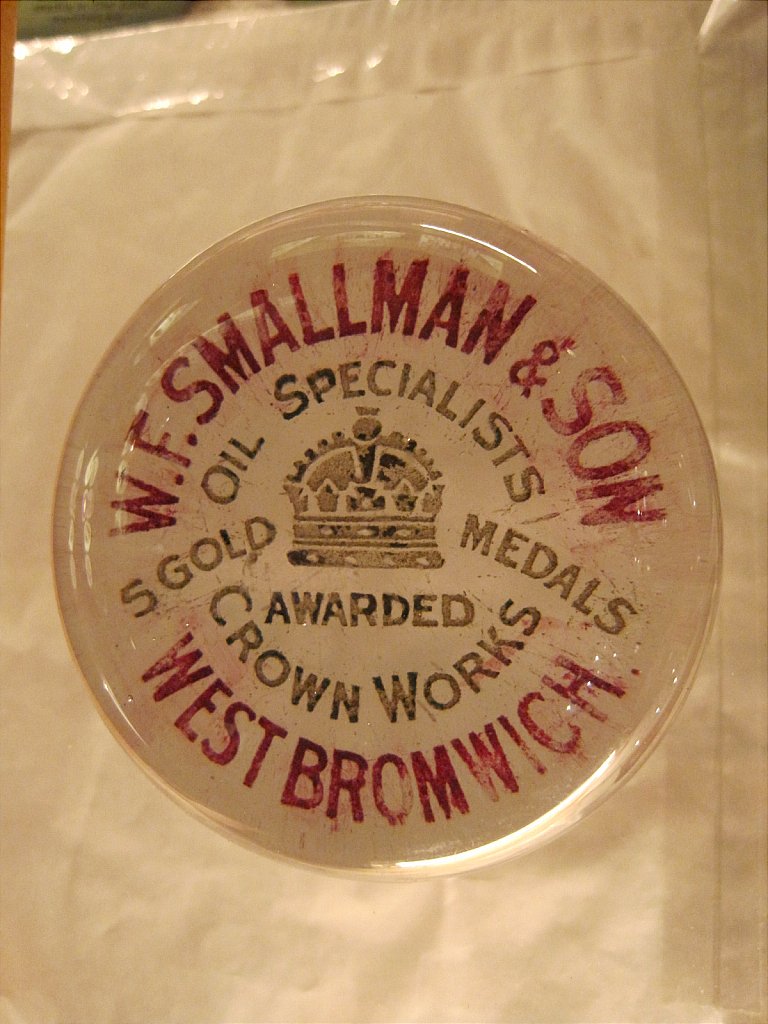 W.F. SMALLMAN & SON
OIL SPECIALISTS
5 GOLD MEDALS
AWARDED
CROWN WORKS
WEST BROMWICH.